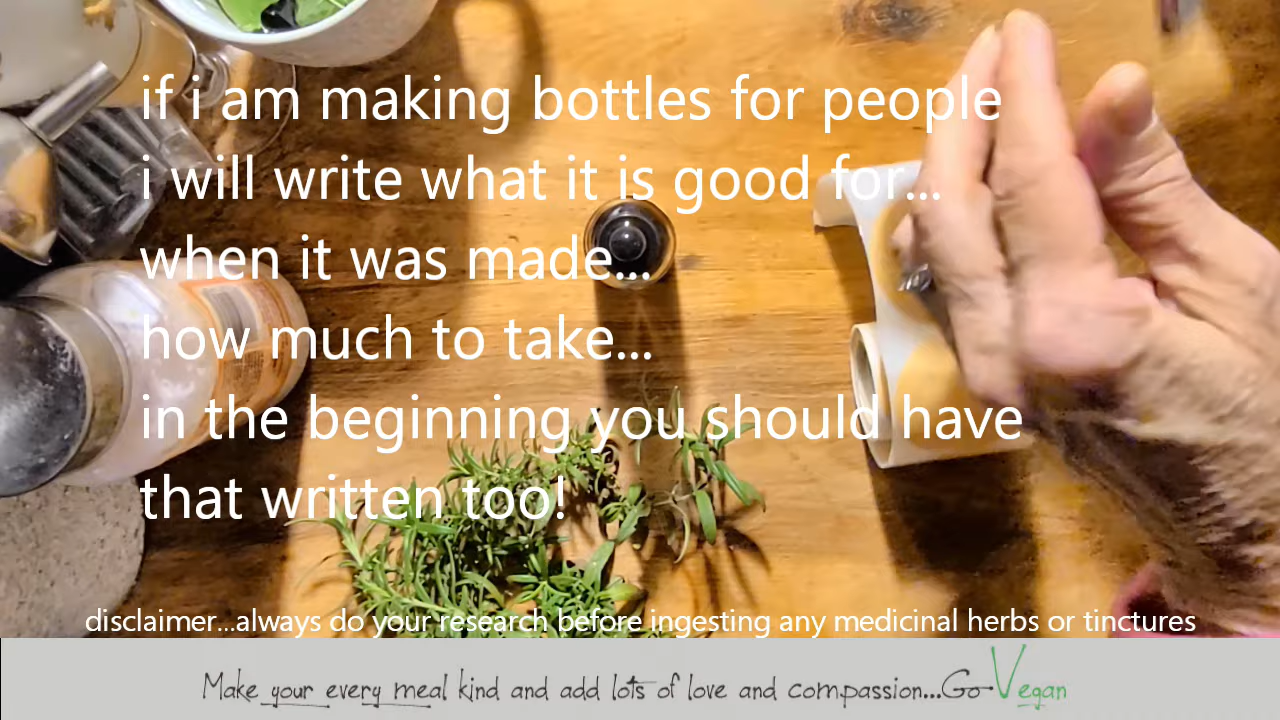 if i am making bottles for people
i will write what it is good for...
when it was made...
how much to take...
in the beginning you should have
that written too!
disclaimer...always do your research before ingesting any medicinal herbs or tinctures
Make your every meal kind and add lots of love and compassion...Go Vegan